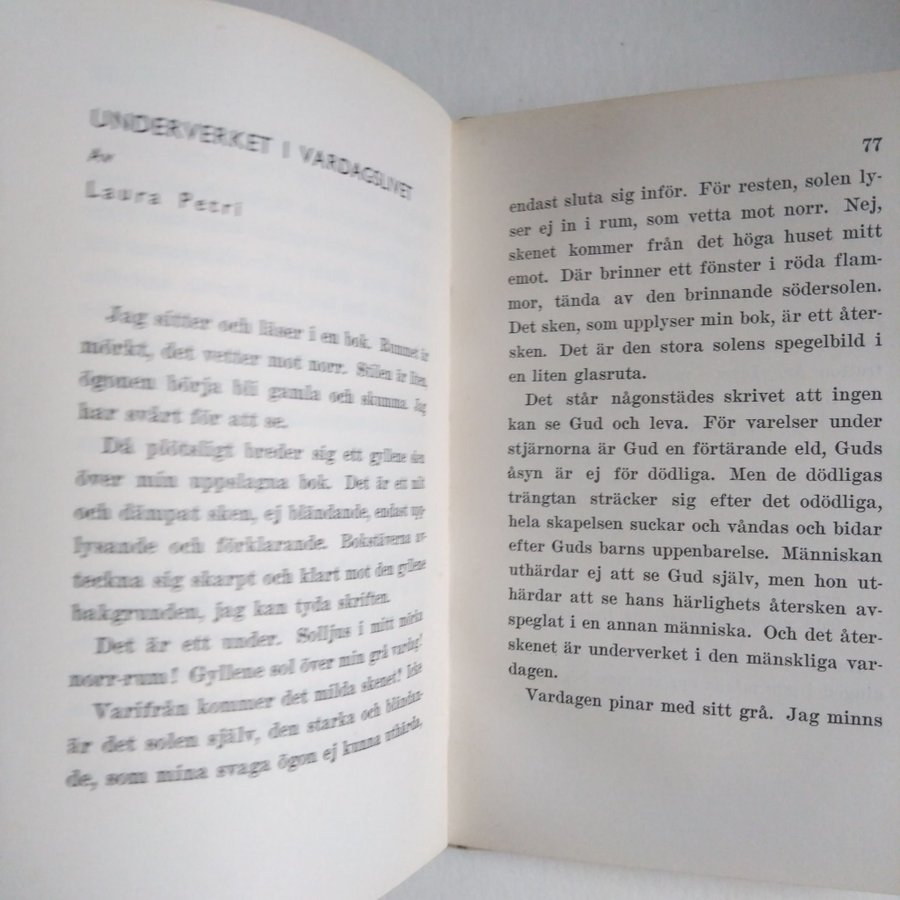 UNDERVERKET I VARDAGSLIVET
Av
Laura Petri
Jag sitter och läser i en bok. Rummet är
mörkt, det vetter mot norr. Stilen är liten,
ögonen börja bli gamla och skumma. Jag
har svårt för att se.
Då plötsligt breder sig ett gyllene sken
över min uppslagna bok. Det är ett milt
och dämpat sken, ej bländande, endast upp-
lysande och förklarande. Bokstäverna av-
teckna sig skarpt och klart mot den gyllene
bakgrunden, jag kan tyda skriften.
Det är ett under. Solljus i mitt mörka
norr-rum! Gyllene sol över min grå vardag!
Varifrån kommer det milda skenet? Icke
är det solen själv, den starka och bländan-
de, som mina svaga ögon ej kunna uthärda,
77
endast sluta sig inför. För resten, solen ly-
ser ej in i rum, som vetta mot norr. Nej,
skenet kommer från det höga huset mitt
emot. Där brinner ett fönster i röda flam-
mor, tända av den brinnande södersolen.
Det sken, som upplyser min bok, är ett åter-
sken. Det är den stora solens spegelbild i
en liten glasruta.
Det står någonstädes skrivet att ingen
kan se Gud och leva. För varelser under
stjärnorna är Gud en förtärande eld, Guds
åsyn är ej för dödliga. Men de dödligas
trängtan sträcker sig efter det odödliga,
hela skapelsen suckar och våndas och bidar
efter Guds barns uppenbarelse. Människan
uthärdar ej att se Gud själv, men hon ut-
härdar att se hans härlighets återsken av-
speglat i en annan människa. Och det åter-
skenet är underverket i den mänskliga var-
dagen.
Vardagen pinar med sitt grå. Jag minns